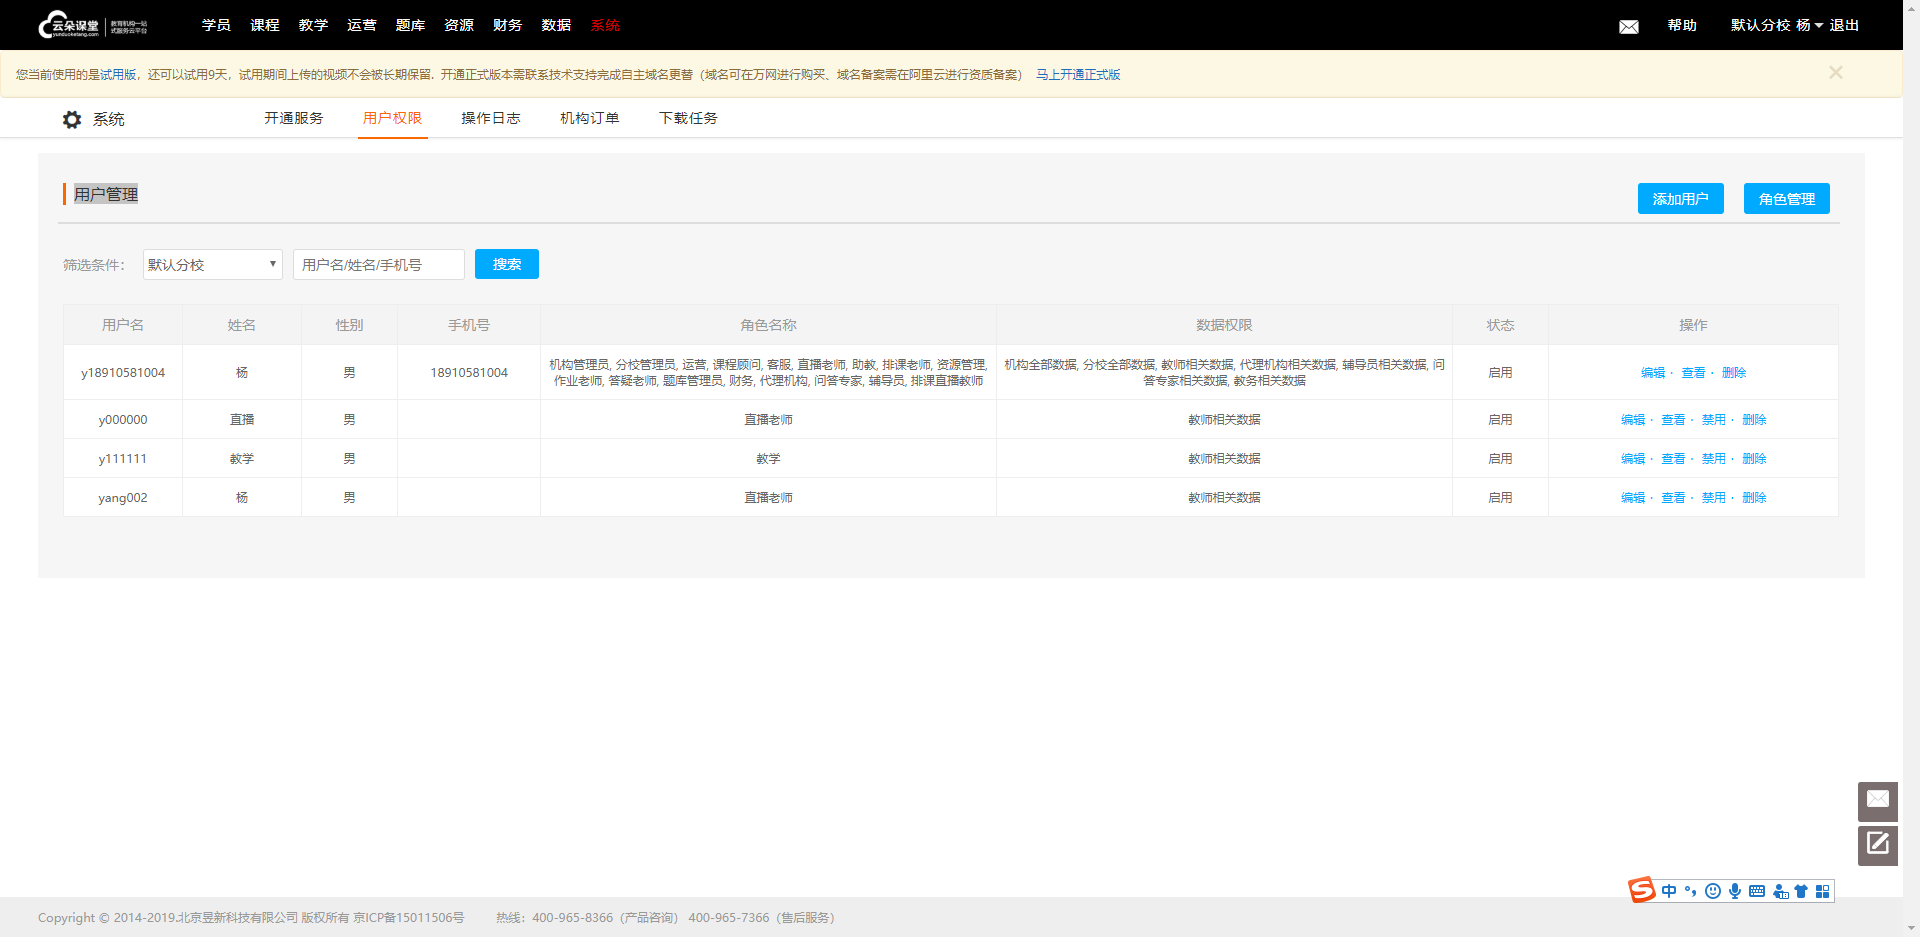 云朵课堂 教育机构一站式服务云平台
yunduoketang.com
学员 课程 教学 运营 题库 资源 财务 数据 系统
帮助 默认分校 杨 退出
您当前使用的是试用版，还可以试用9天，试用期间上传的视频不会被长期保留. 开通正式版本需联系技术支持完成自主域名更替（域名可在万网进行购买、域名备案需在阿里云进行资质备案） 马上开通正式版
系统 开通服务 用户权限 操作日志 机构订单 下载任务
用户管理
添加用户 角色管理
筛选条件： 默认分校 用户名/姓名/手机号 搜索
用户名 姓名 性别 手机号 角色名称 数据权限 状态 操作
y18910581004 杨 男 18910581004 机构管理员, 分校管理员, 运营, 课程顾问, 客服, 直播老师, 助教, 排课老师, 资源管理, 作业老师, 答疑老师, 题库管理员, 财务, 代理机构, 问答专家, 辅导员, 排课直播教师 机构全部数据, 分校全部数据, 教师相关数据, 代理机构相关数据, 辅导员相关数据, 问答专家相关数据, 教务相关数据 启用 编辑 · 查看 · 删除
y000000 直播 男 直播老师 教师相关数据 启用 编辑 · 查看 · 禁用 · 删除
y111111 教学 男 教学 教师相关数据 启用 编辑 · 查看 · 禁用 · 删除
yang002 杨 男 直播老师 教师相关数据 启用 编辑 · 查看 · 禁用 · 删除
中
Copyright © 2014-2019.北京昱新科技有限公司 版权所有 京ICP备15011506号 热线：400-965-8366（产品咨询） 400-965-7366（售后服务）